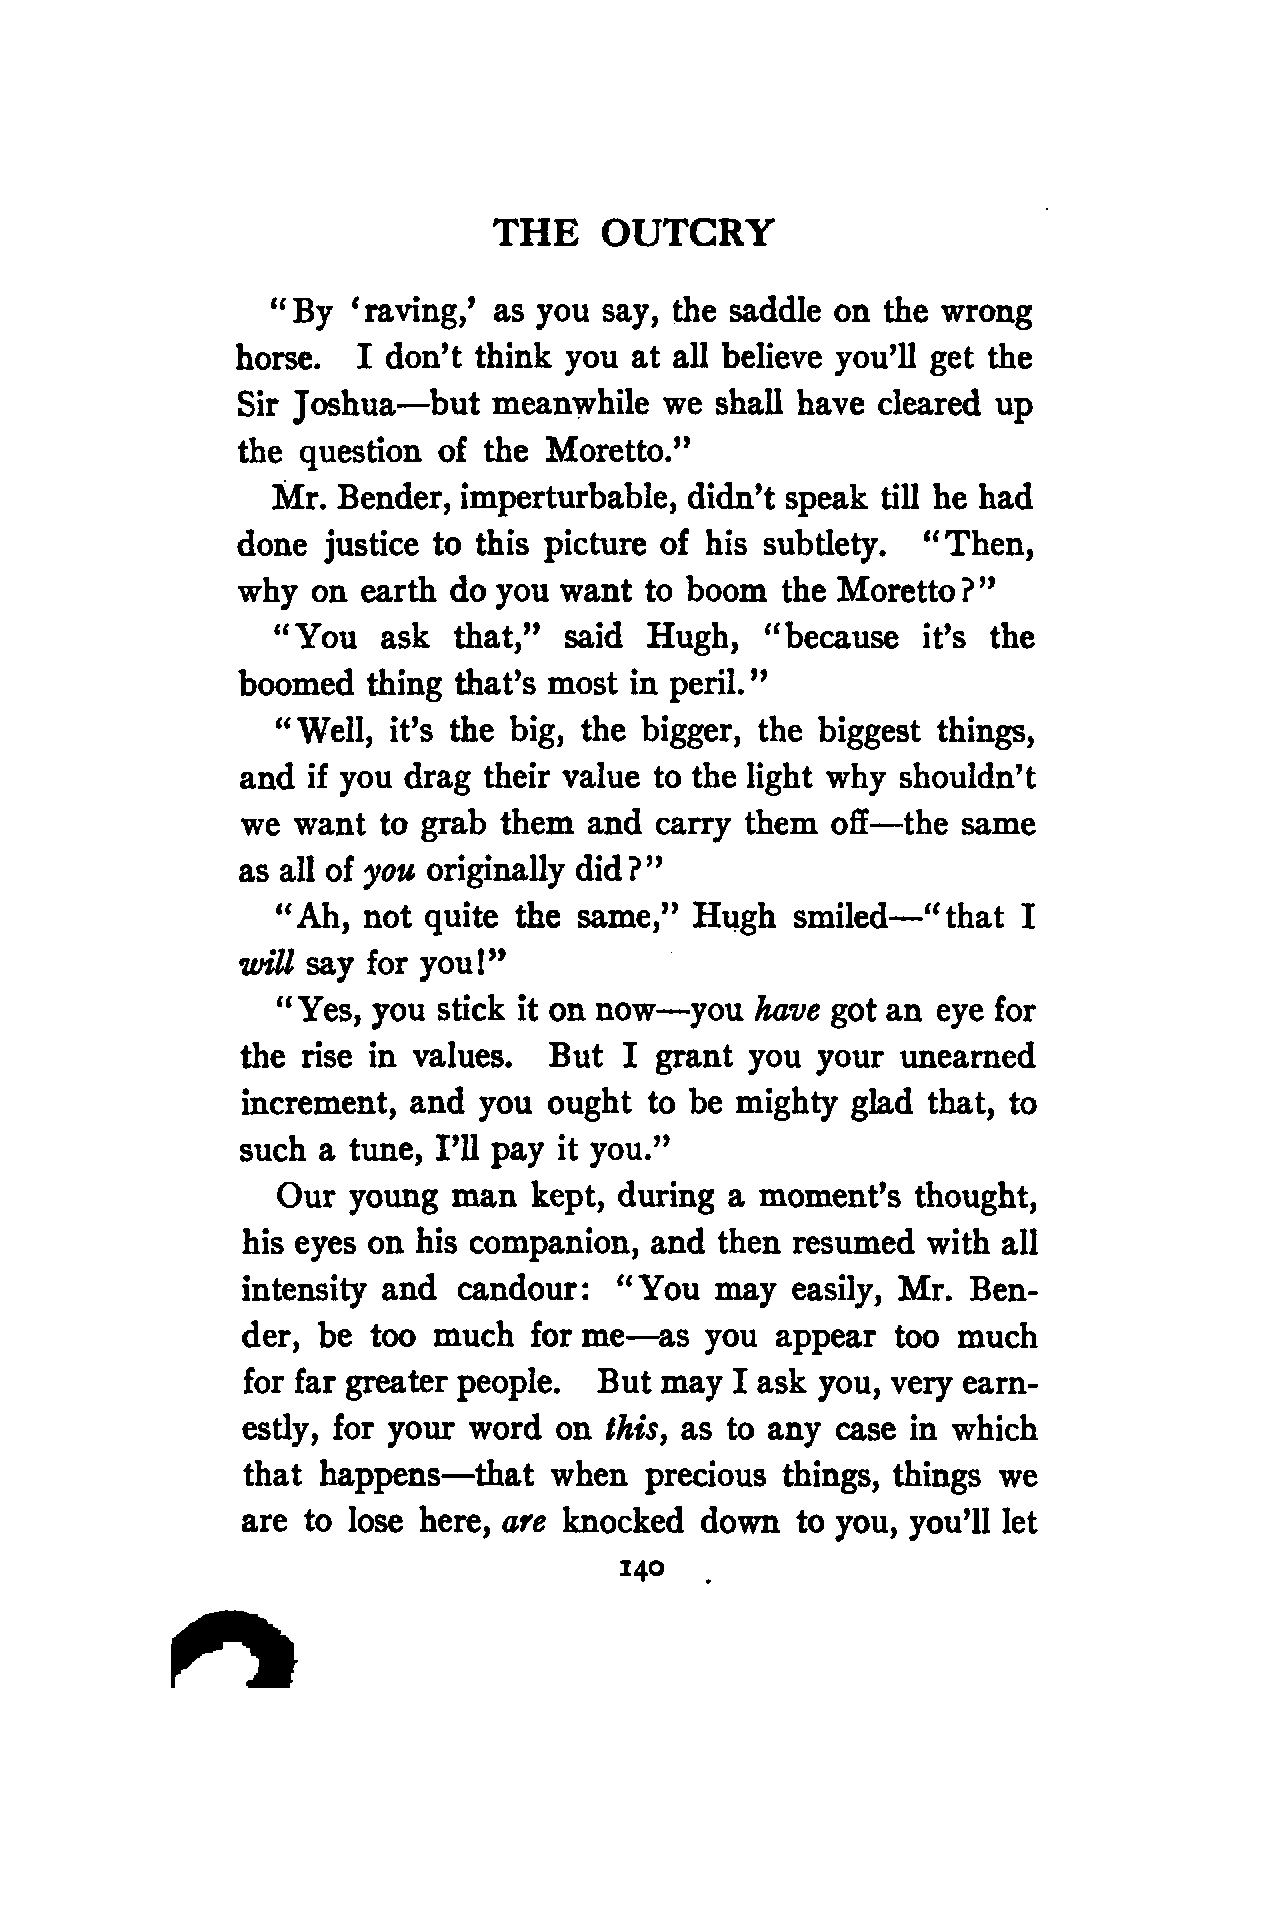 THE OUTCRY
"By 'raving,' as you say, the saddle on the wrong
horse. I don't think you at all believe you'll get the
Sir Joshua—but meanwhile we shall have cleared up
the question of the Moretto."
Mr. Bender, imperturbable, didn't speak till he had
done justice to this picture of his subtlety. "Then,
why on earth do you want to boom the Moretto?"
"You ask that," said Hugh, "because it's the
boomed thing that's most in peril."
"Well, it's the big, the bigger, the biggest things,
and if you drag their value to the light why shouldn't
we want to grab them and carry them off—the same
as all of you originally did?"
"Ah, not quite the same," Hugh smiled—"that I
will say for you!"
"Yes, you stick it on now—you have got an eye for
the rise in values. But I grant you your unearned
increment, and you ought to be mighty glad that, to
such a tune, I'll pay it you."
Our young man kept, during a moment's thought,
his eyes on his companion, and then resumed with all
intensity and candour: "You may easily, Mr. Ben-
der, be too much for me—as you appear too much
for far greater people. But may I ask you, very earn-
estly, for your word on this, as to any case in which
that happens—that when precious things, things we
are to lose here, are knocked down to you, you'll let
140